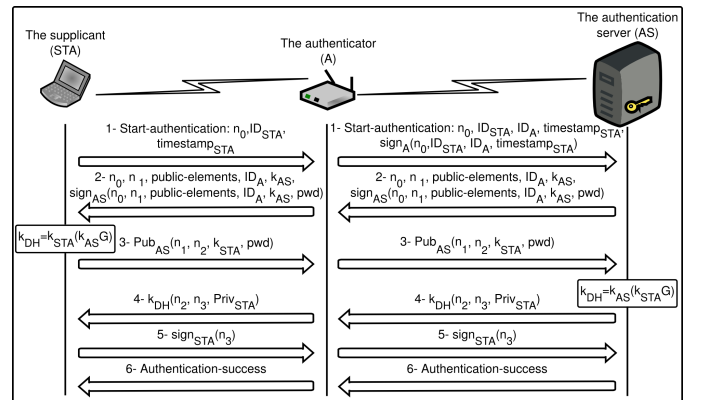 The supplicant
(STA)
The authenticator
(A)
The authentication
server (AS)
1- Start-authentication: n0,IDSTA,
timestampSTA
1- Start-authentication: n0, IDSTA, IDA, timestampSTA,
signA(n0,IDSTA, IDA, timestampSTA)
2- n0, n1, public-elements, IDA, kAS,
signAS(n0, n1, public-elements, IDA, kAS, pwd)
2- n0, n1, public-elements, IDA, kAS,
signAS(n0, n1, public-elements, IDA, kAS, pwd)
kDH=kSTA(kASG)
3- PubAS(n1, n2, kSTA, pwd)
3- PubAS(n1, n2, kSTA, pwd)
kDH=kAS(kSTAG)
4- kDH(n2, n3, PrivSTA)
4- kDH(n2, n3, PrivSTA)
5- signSTA(n3)
5- signSTA(n3)
6- Authentication-success
6- Authentication-success